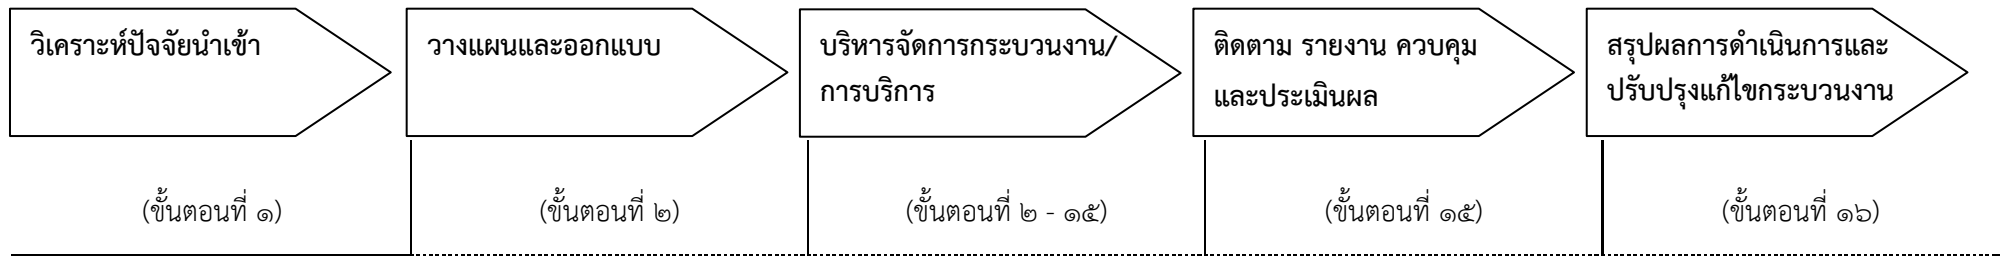 วิเคราะห์ปัจจัยนำเข้า
วางแผนและออกแบบ
บริหารจัดการกระบวนงาน/
การบริการ
ติดตาม รายงาน ควบคุม
และประเมินผล
สรุปผลการดำเนินการและ
ปรับปรุงแก้ไขกระบวนงาน
(ขั้นตอนที่ ๑)
(ขั้นตอนที่ ๒)
(ขั้นตอนที่ ๒ - ๑๕)
(ขั้นตอนที่ ๑๕)
(ขั้นตอนที่ ๑๖)